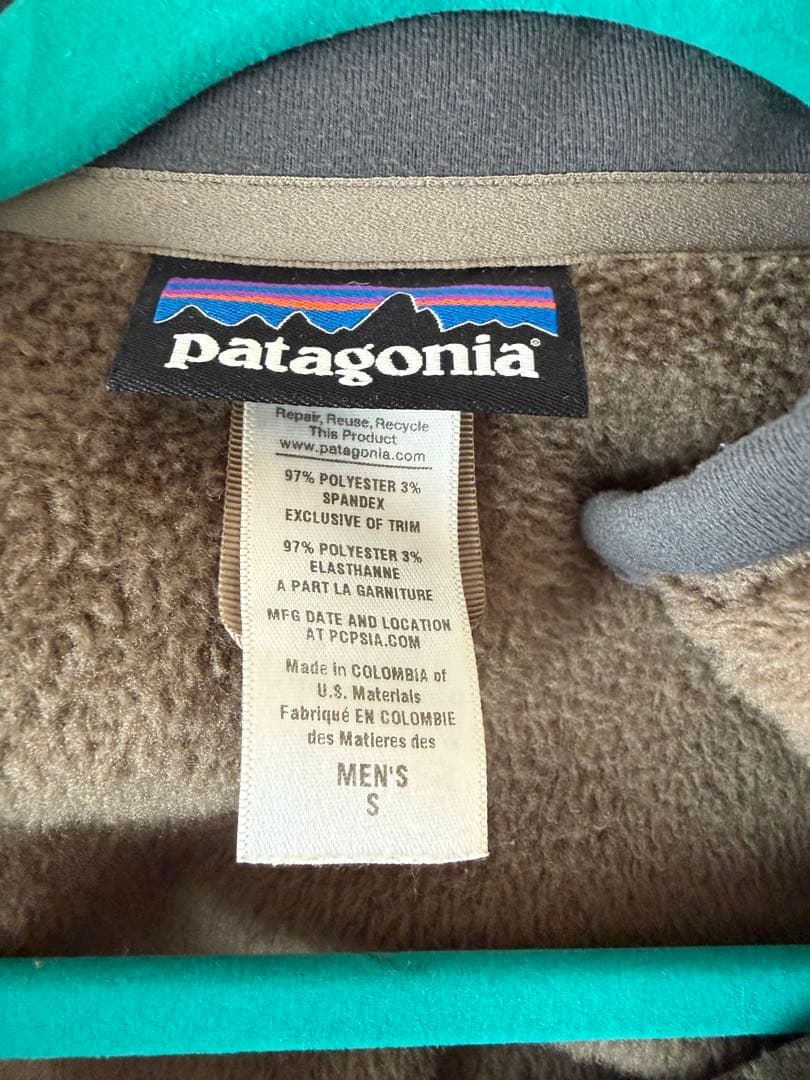 patagonia®
Repair, Reuse, Recycle
This Product
www.patagonia.com
97% POLYESTER 3%
SPANDEX
EXCLUSIVE OF TRIM
97% POLYESTER 3%
ELASTHANNE
A PART LA GARNITURE
MFG DATE AND LOCATION
AT PCPSIA.COM
Made in COLOMBIA of
U.S. Materials
Fabriqué EN COLOMBIE
des Matieres des
MEN'S
S